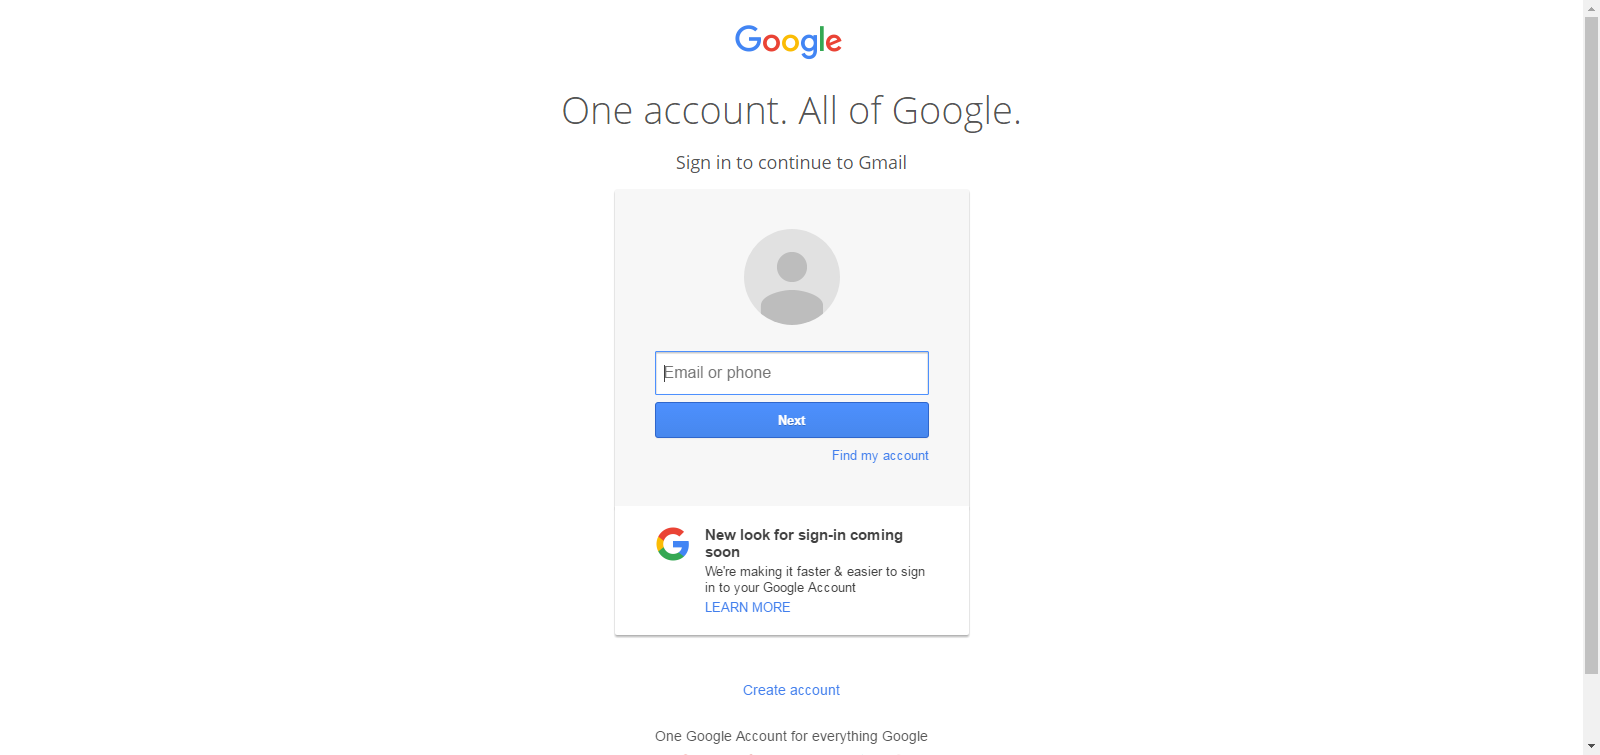 Google
One account. All of Google.
Sign in to continue to Gmail
Email or phone
Next
Find my account
New look for sign-in coming
soon
We're making it faster & easier to sign
in to your Google Account
LEARN MORE
Create account
One Google Account for everything Google